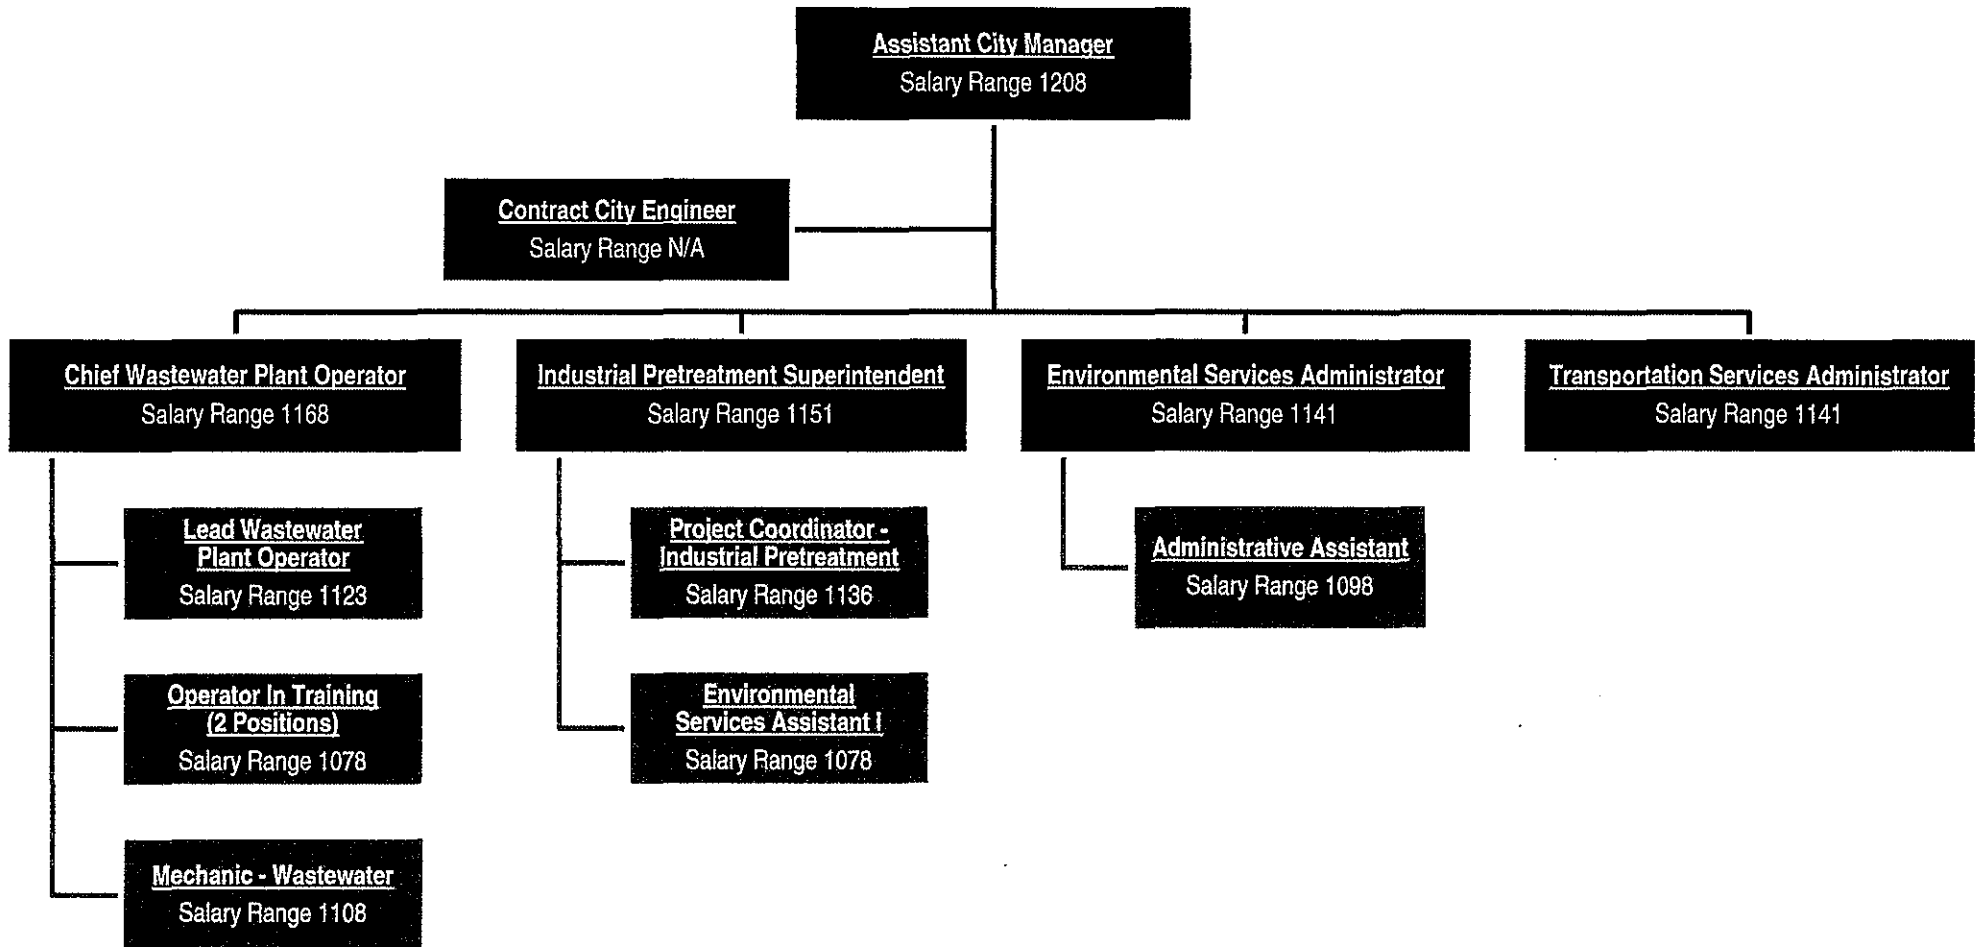 Assistant City Manager
Salary Range 1208
Contract City Engineer
Salary Range N/A
Chief Wastewater Plant Operator
Salary Range 1168
Industrial Pretreatment Superintendent
Salary Range 1151
Environmental Services Administrator
Salary Range 1141
Transportation Services Administrator
Salary Range 1141
Lead Wastewater
Plant Operator
Salary Range 1123
Project Coordinator -
Industrial Pretreatment
Salary Range 1136
Administrative Assistant
Salary Range 1098
Operator In Training
(2 Positions)
Salary Range 1078
Environmental
Services Assistant I
Salary Range 1078
Mechanic - Wastewater
Salary Range 1108